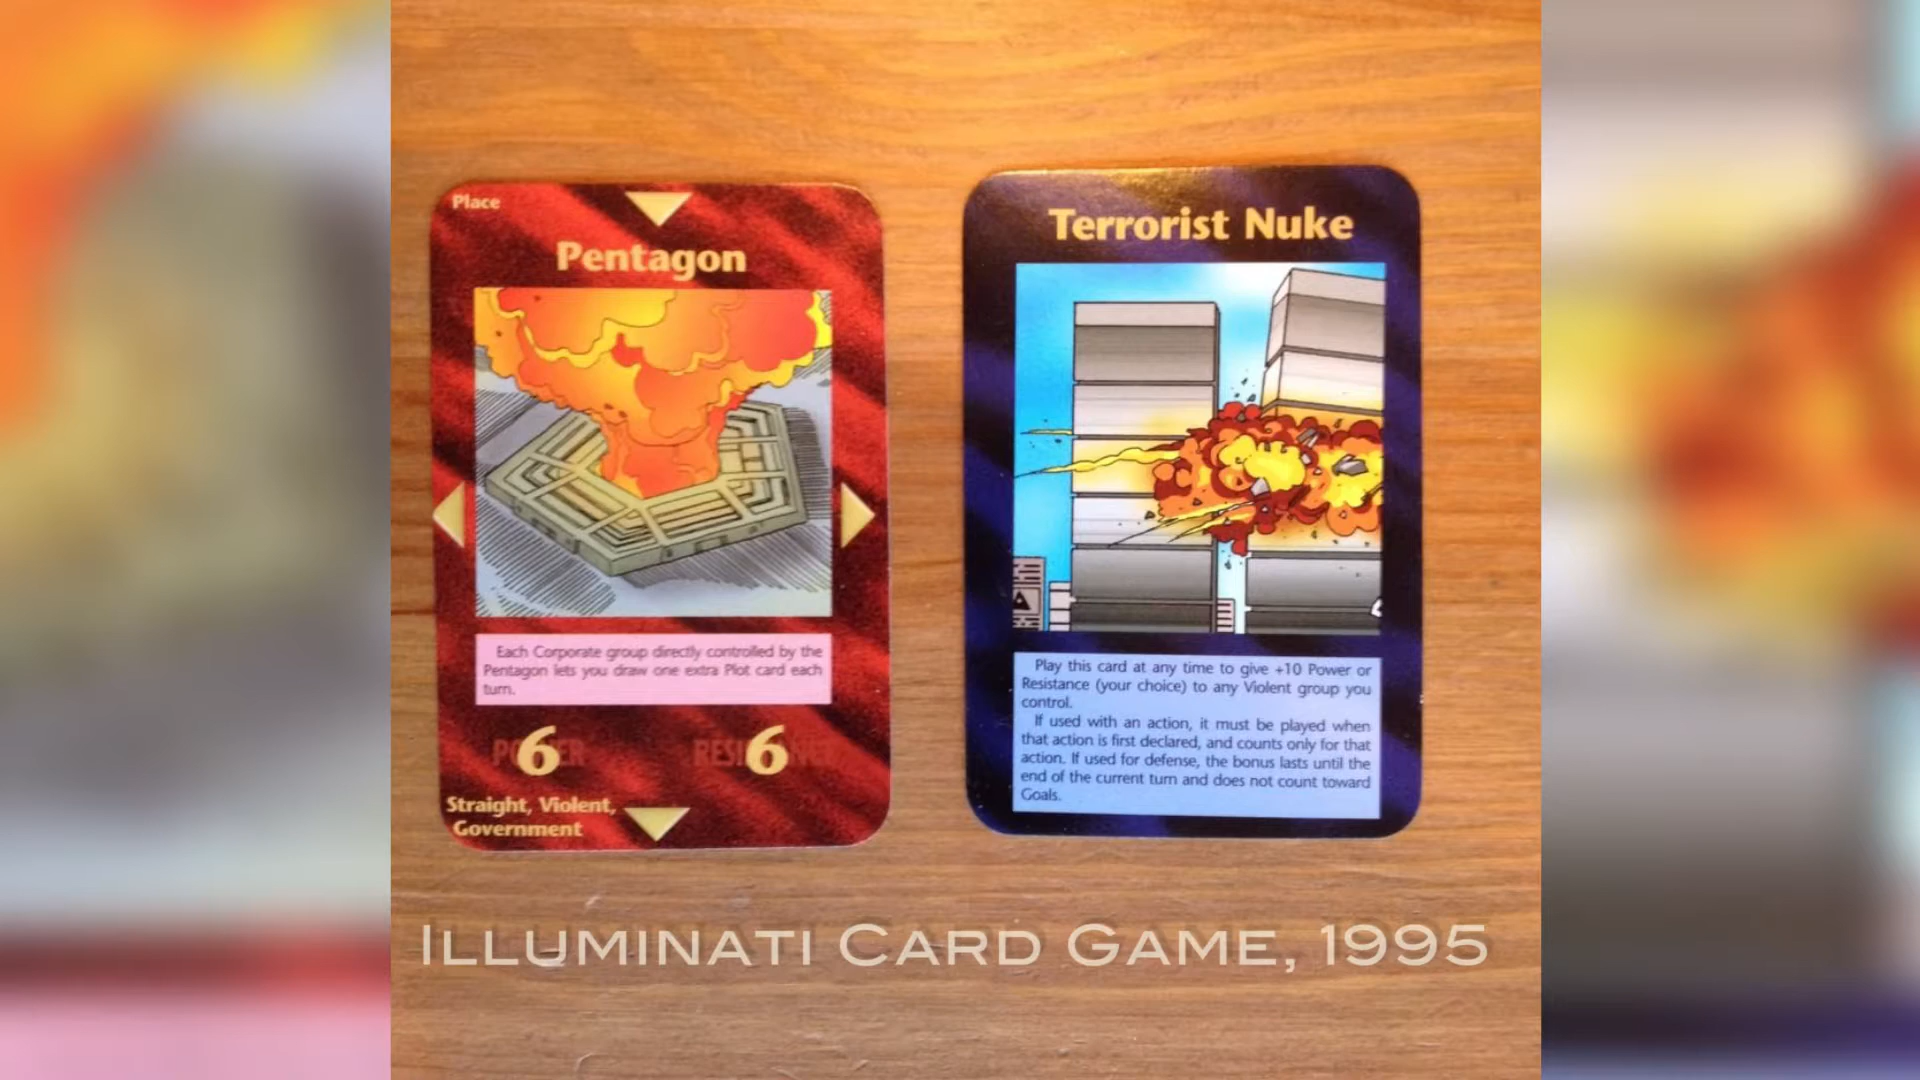 Place
Pentagon
Each Corporate group directly controlled by the
Pentagon lets you draw one extra Plot card each
turn.
POWER 6
RESISTANCE 6
Straight, Violent,
Government
Terrorist Nuke
Play this card at any time to give +10 Power or
Resistance (your choice) to any Violent group you
control.
If used with an action, it must be played when
that action is first declared, and counts only for that
action. If used for defense, the bonus lasts until the
end of the current turn and does not count toward
Goals.
ILLUMINATI CARD GAME, 1995